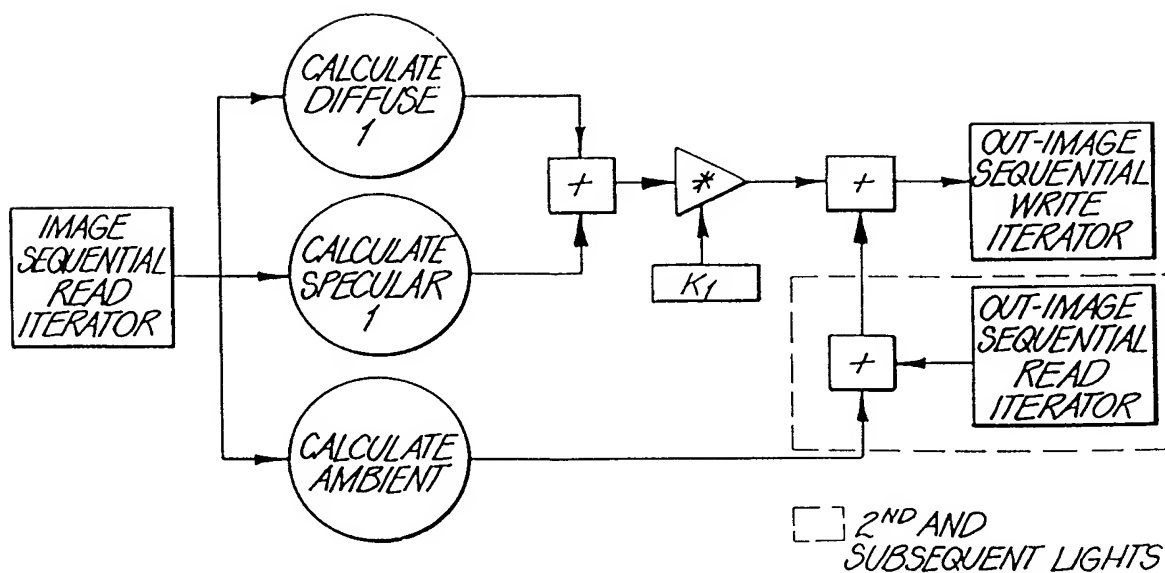 CALCULATE
DIFFUSE
1
IMAGE
SEQUENTIAL
READ
ITERATOR
CALCULATE
SPECULAR
1
CALCULATE
AMBIENT
+
*
K1
+
OUT-IMAGE
SEQUENTIAL
WRITE
ITERATOR
+
OUT-IMAGE
SEQUENTIAL
READ
ITERATOR
2ND AND
SUBSEQUENT LIGHTS